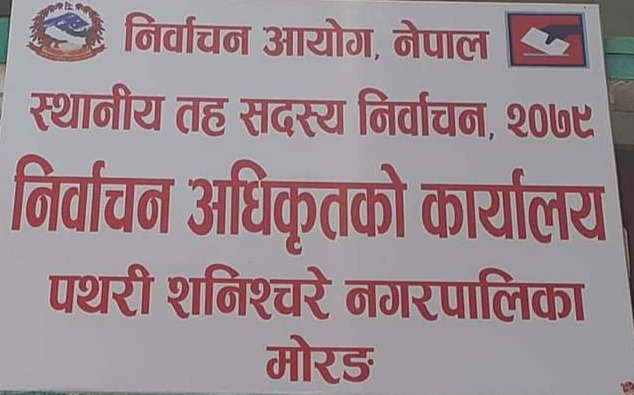 निर्वाचन आयोग, नेपाल
स्थानीय तह सदस्य निर्वाचन, २०७९
निर्वाचन अधिकृतको कार्यालय
पथरी शनिश्चरे नगरपालिका
मोरङ